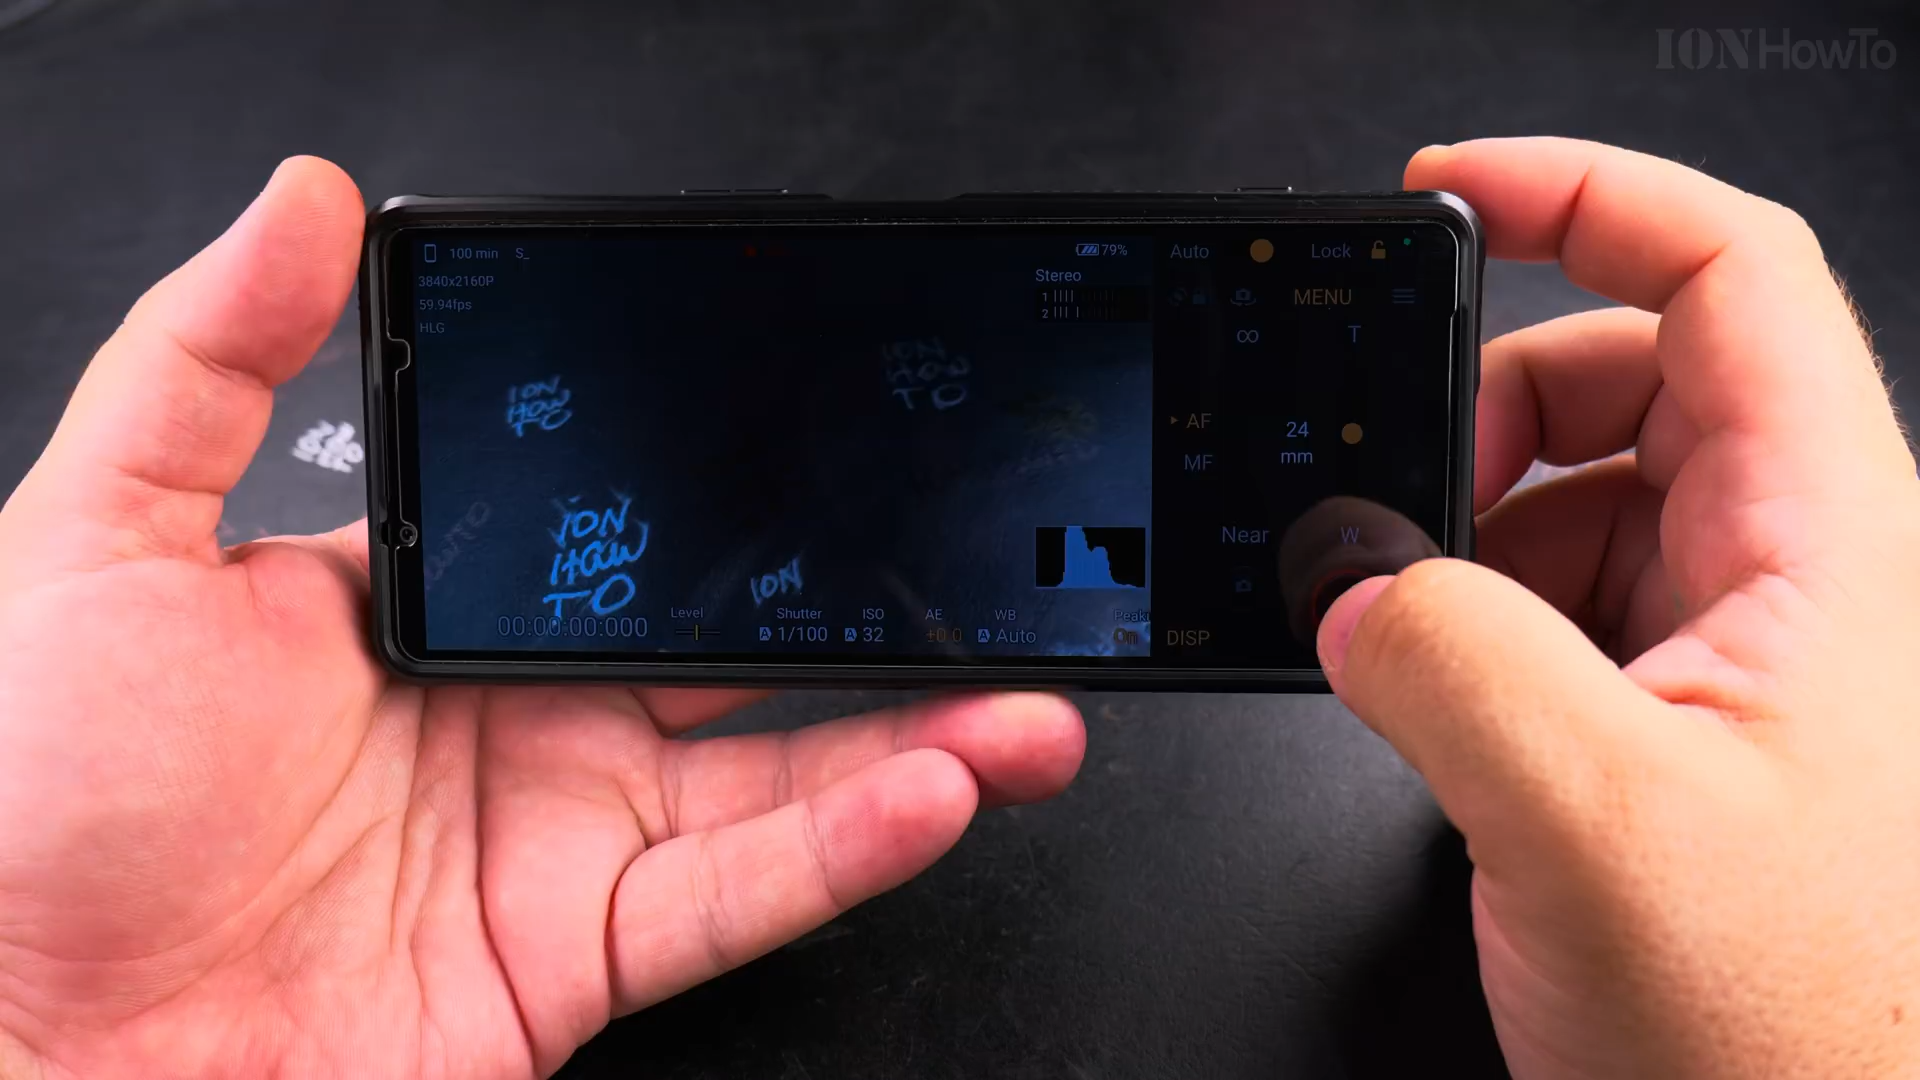 IONHowTo
100 min S_
79%
Auto
Lock
3840x2160P
59.94fps
HLG
Stereo
1
2
MENU
∞
T
ION
HOW
TO
ION
How
TO
AF
MF
24
mm
ION
HOW
TO
ION
Near
W
00:00:00:000
Level
Shutter
A 1/100
ISO
A 32
AE
±0.0
WB
A Auto
On
DISP